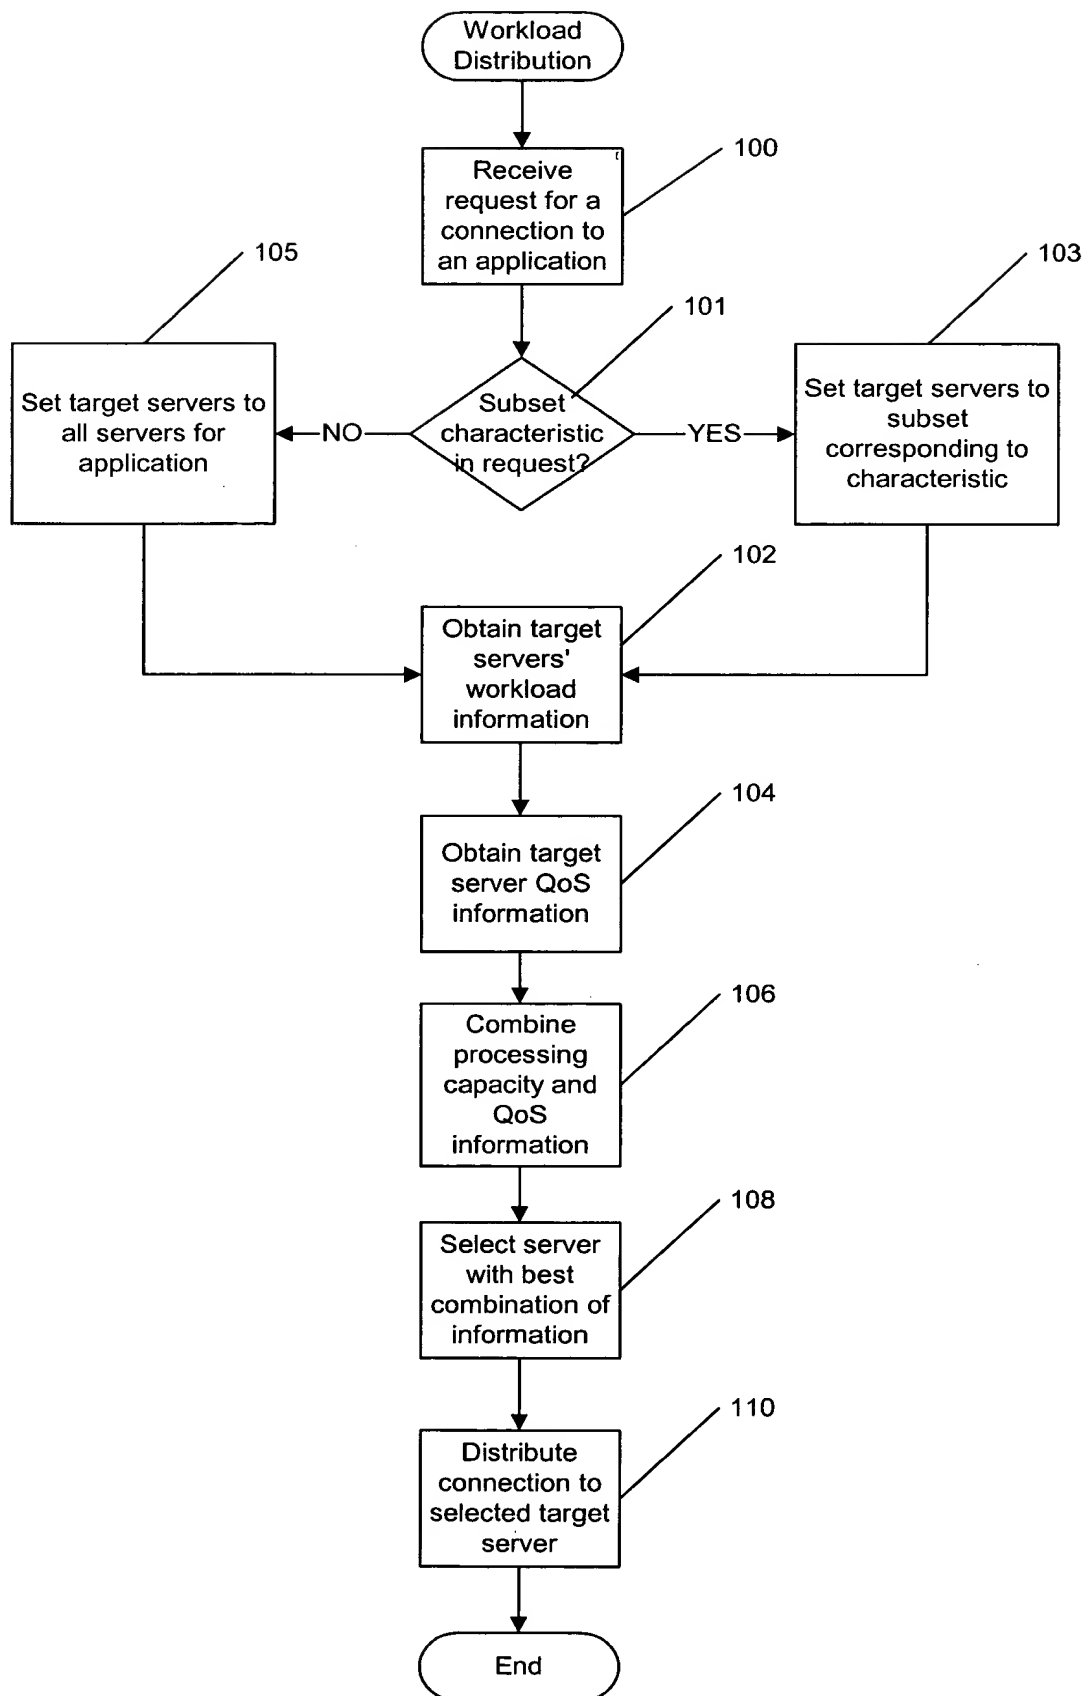 Workload
Distribution
100
Receive
request for a
connection to
an application
105
103
101
Set target servers to
all servers for
application
NO
Subset
characteristic
in request?
YES
Set target servers to
subset
corresponding to
characteristic
102
Obtain target
servers'
workload
information
104
Obtain target
server QoS
information
106
Combine
processing
capacity and
QoS
information
108
Select server
with best
combination of
information
110
Distribute
connection to
selected target
server
End